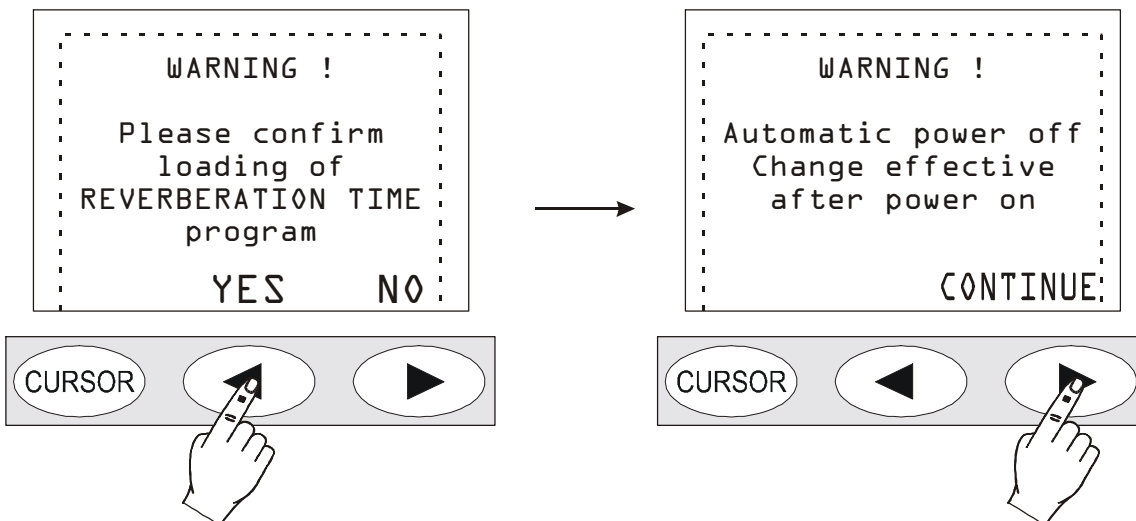 WARNING !
Please confirm
loading of
REVERBERATION TIME
program
YES NO
CURSOR
WARNING !
Automatic power off
Change effective
after power on
CONTINUE
CURSOR